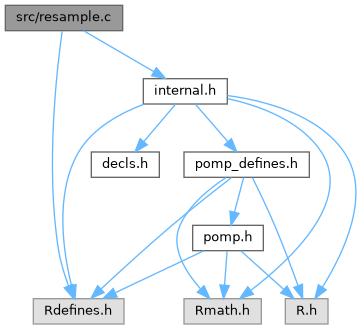 src/resample.c
internal.h
decls.h
pomp_defines.h
pomp.h
Rdefines.h
Rmath.h
R.h